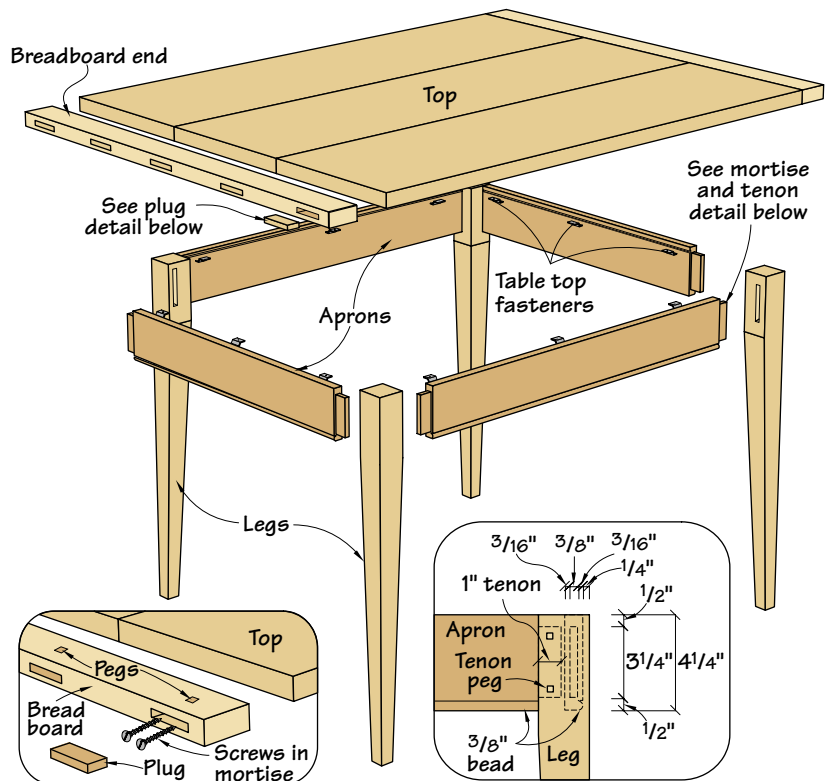 Breadboard end
Top
See plug
detail below
See mortise
and tenon
detail below
Table top
fasteners
Aprons
Legs
Top
Pegs
Bread
board
Plug
Screws in
mortise
3/16" 3/8" 3/16"
1/4"
1" tenon
1/2"
Apron
Tenon
peg
3 1/4" 4 1/4"
1/2"
3/8"
bead
Leg